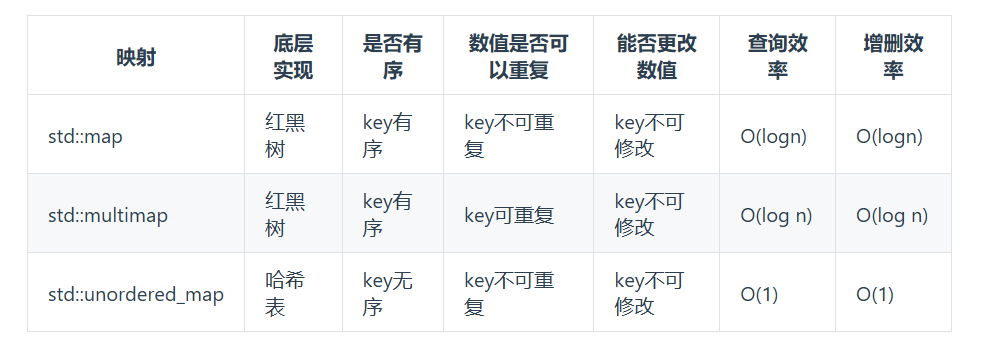 映射 底层实现 是否有序 数值是否可以重复 能否更改数值 查询效率 增删效率
std::map 红黑树 key有序 key不可重复 key不可修改 O(logn) O(logn)
std::multimap 红黑树 key有序 key可重复 key不可修改 O(log n) O(log n)
std::unordered_map 哈希表 key无序 key不可重复 key不可修改 O(1) O(1)